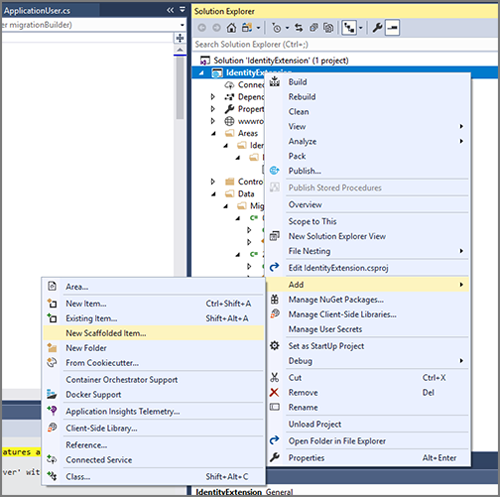 ApplicationUser.cs
er migrationBuilder)
Solution Explorer
Search Solution Explorer (Ctrl+;)
Solution 'IdentityExtension' (1 project)
IdentityExtension
Build
Rebuild
Clean
View
Analyze
Pack
Publish...
Publish Stored Procedures
Overview
Scope to This
New Solution Explorer View
File Nesting
Edit IdentityExtension.csproj
Add
Manage NuGet Packages...
Manage Client-Side Libraries...
Manage User Secrets
Set as StartUp Project
Debug
Cut Ctrl+X
Remove Del
Rename
Unload Project
Open Folder in File Explorer
Properties Alt+Enter
Connec
Depen
Propert
wwwro
Areas
Iden
Contro
Data
Mig
C#
Area...
New Item... Ctrl+Shift+A
Existing Item... Shift+Alt+A
New Scaffolded Item...
New Folder
From Cookiecutter...
Container Orchestrator Support
Docker Support
Application Insights Telemetry...
Client-Side Library...
Reference...
Connected Service
Class... Shift+Alt+C
atures a
ver' wit
IdentityExtension General